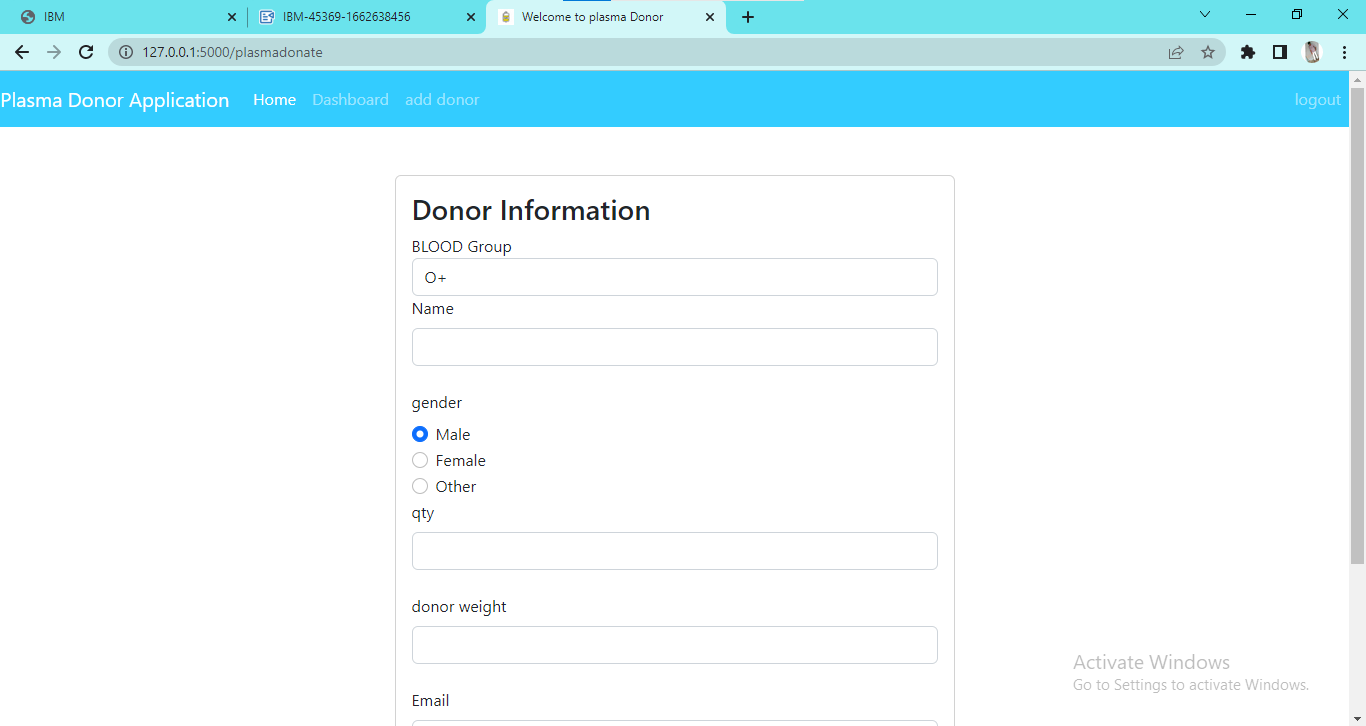 IBM
IBM-45369-1662638456
Welcome to plasma Donor
127.0.0.1:5000/plasmadonate
Plasma Donor Application Home Dashboard add donor logout
Donor Information
BLOOD Group
O+
Name
gender
Male
Female
Other
qty
donor weight
Email
Activate Windows
Go to Settings to activate Windows.